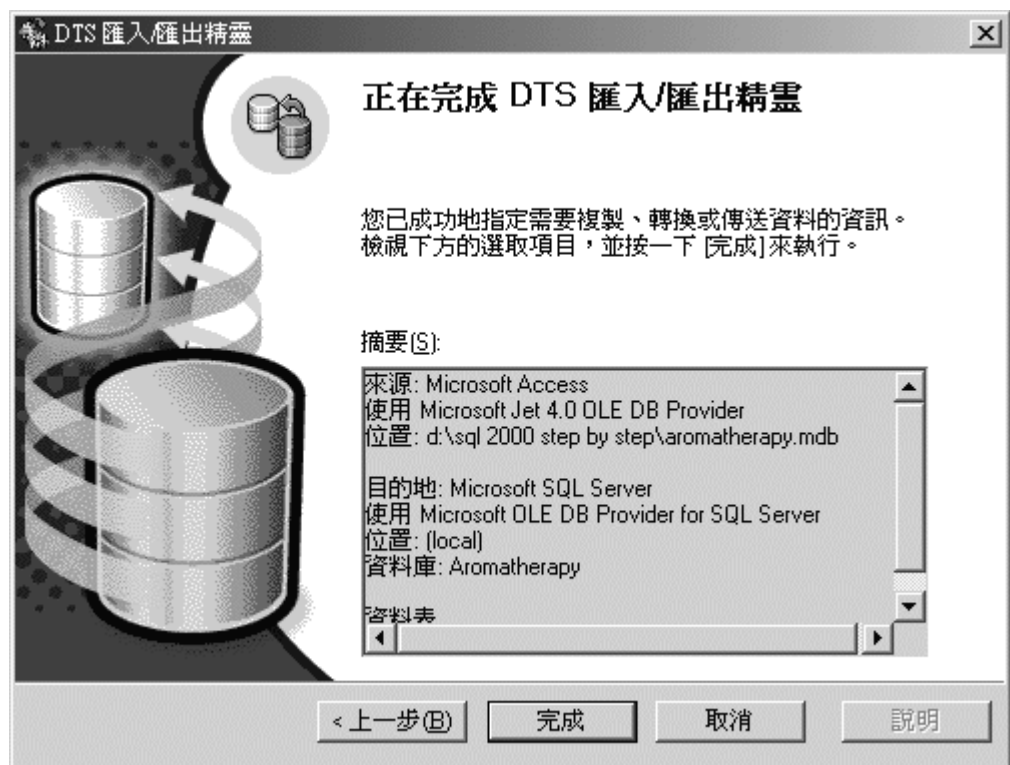 DTS 匯入/匯出精靈
正在完成 DTS 匯入/匯出精靈
您已成功地指定需要複製、轉換或傳送資料的資訊。
檢視下方的選取項目，並按一下 [完成] 來執行。
摘要(S):
來源: Microsoft Access
使用 Microsoft Jet 4.0 OLE DB Provider
位置: d:\sql 2000 step by step\aromatherapy.mdb
目的地: Microsoft SQL Server
使用 Microsoft OLE DB Provider for SQL Server
位置: (local)
資料庫: Aromatherapy
資料表
< 上一步(B)
完成
取消
說明